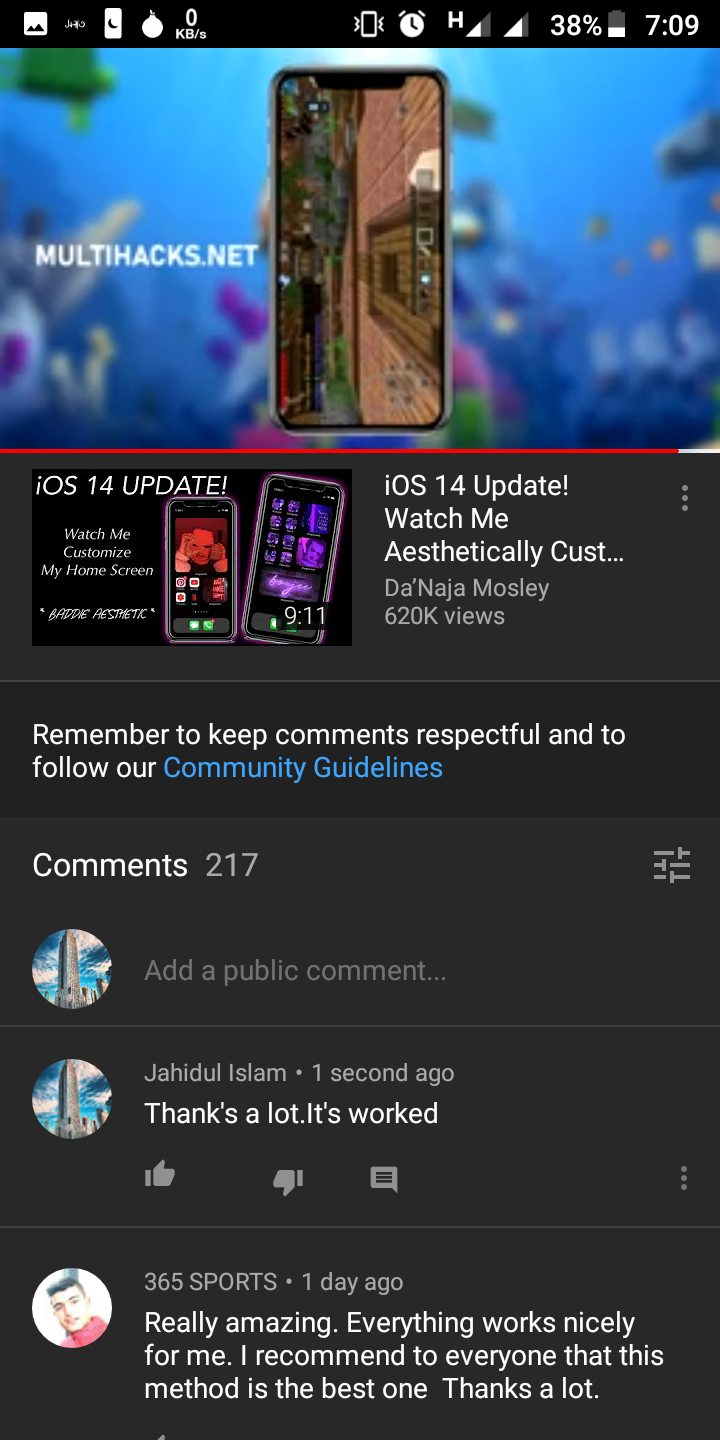 0
KB/s
H
38%
7:09
MULTIHACKS.NET
iOS 14 UPDATE!
Watch Me
Customize
My Home Screen
* BADDIE AESTHETIC *
9:11
iOS 14 Update!
Watch Me
Aesthetically Cust...
Da’Naja Mosley
620K views
Remember to keep comments respectful and to
follow our Community Guidelines
Comments 217
Add a public comment...
Jahidul Islam • 1 second ago
Thank's a lot.It's worked
365 SPORTS • 1 day ago
Really amazing. Everything works nicely
for me. I recommend to everyone that this
method is the best one  Thanks a lot.